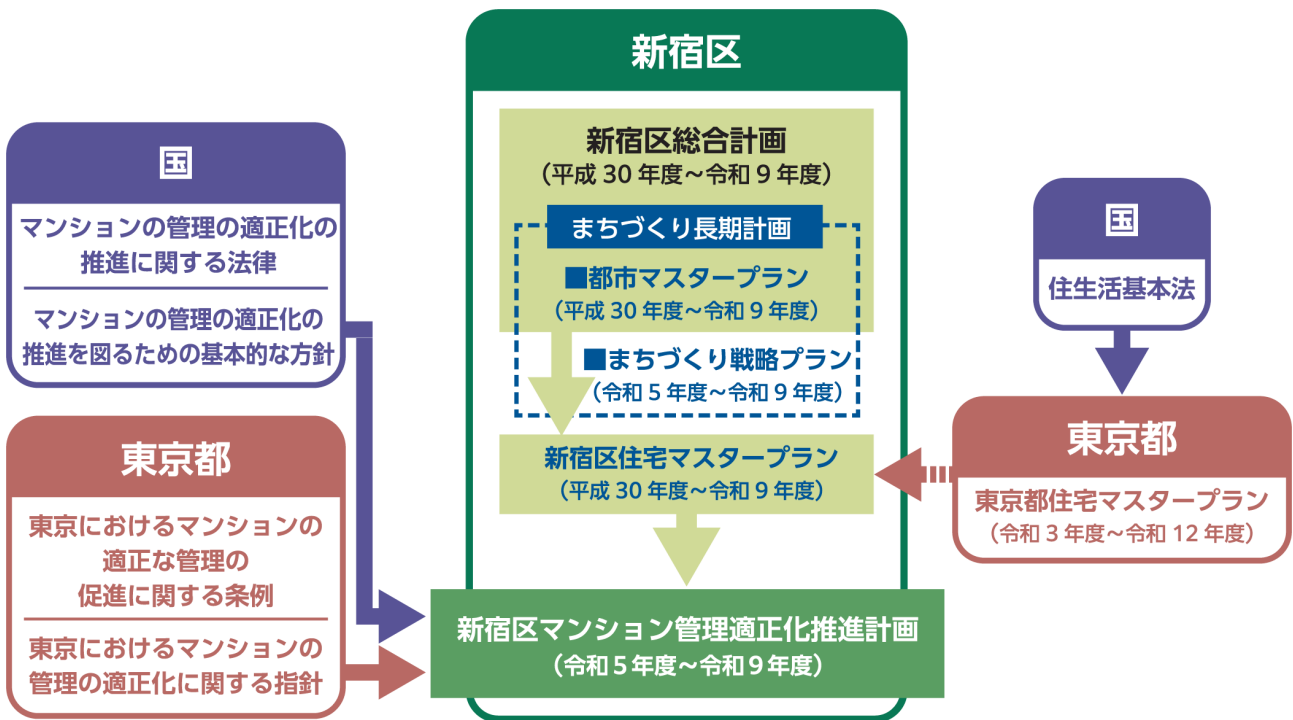 新宿区
新宿区総合計画
（平成 30 年度～令和 9 年度）
まちづくり長期計画
■都市マスタープラン
（平成 30 年度～令和 9 年度）
■まちづくり戦略プラン
（令和 5 年度～令和 9 年度）
新宿区住宅マスタープラン
（平成 30 年度～令和 9 年度）
新宿区マンション管理適正化推進計画
（令和５年度～令和９年度）
国
マンションの管理の適正化の
推進に関する法律
マンションの管理の適正化の
推進を図るための基本的な方針
東京都
東京におけるマンションの
適正な管理の
促進に関する条例
東京におけるマンションの
管理の適正化に関する指針
国
住生活基本法
東京都
東京都住宅マスタープラン
（令和 3 年度～令和 12 年度）